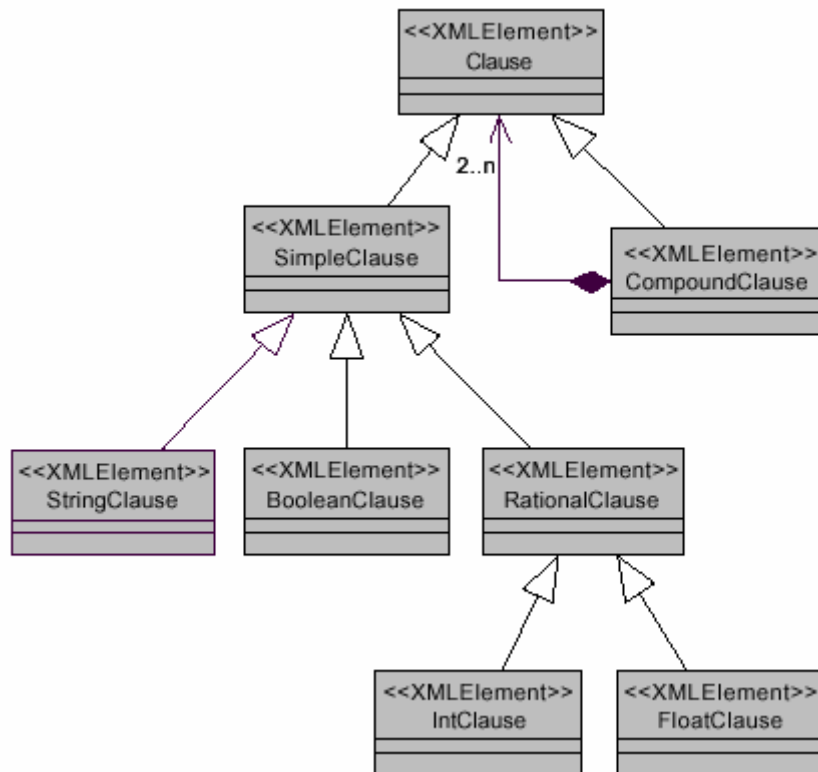 <<XMLElement>>
Clause
2..n
<<XMLElement>>
SimpleClause
<<XMLElement>>
CompoundClause
<<XMLElement>>
StringClause
<<XMLElement>>
BooleanClause
<<XMLElement>>
RationalClause
<<XMLElement>>
IntClause
<<XMLElement>>
FloatClause